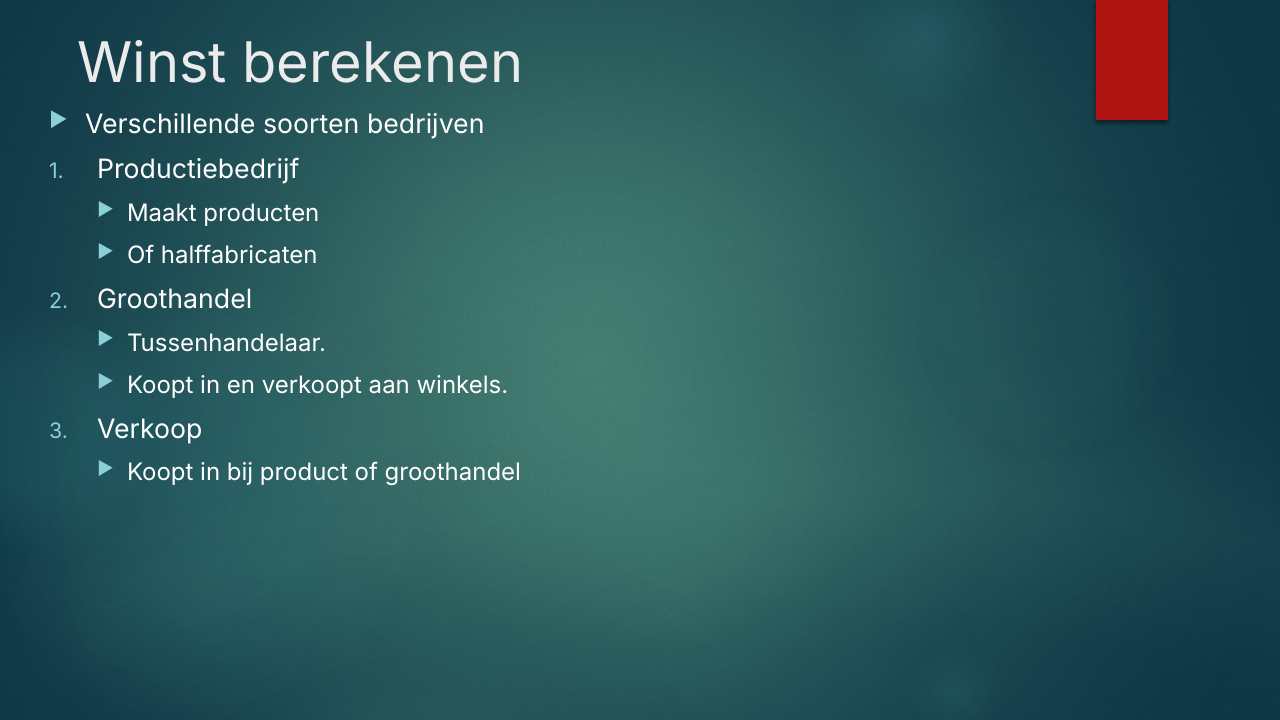 Winst berekenen
Verschillende soorten bedrijven
1. Productiebedrijf
Maakt producten
Of halffabricaten
2. Groothandel
Tussenhandelaar.
Koopt in en verkoopt aan winkels.
3. Verkoop
Koopt in bij product of groothandel